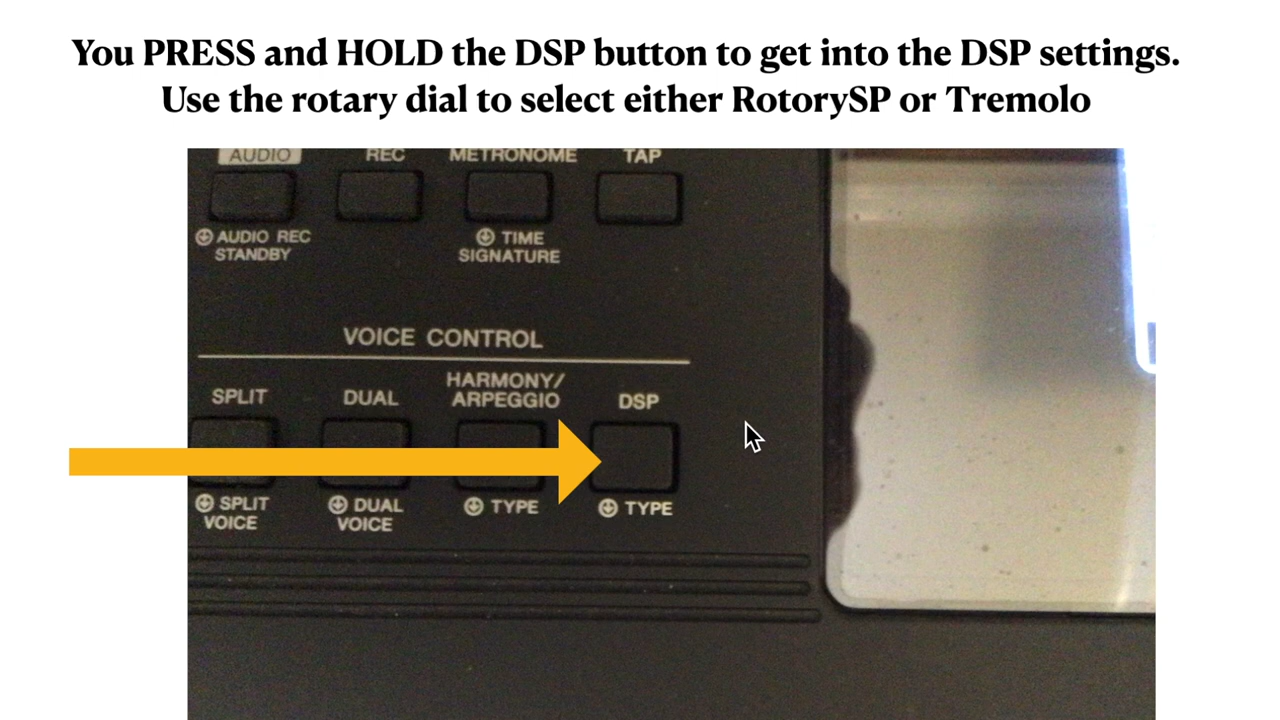 You PRESS and HOLD the DSP button to get into the DSP settings.
Use the rotary dial to select either RotorySP or Tremolo
AUDIO REC METRONOME TAP
AUDIO REC STANDBY
TIME SIGNATURE
VOICE CONTROL
SPLIT DUAL HARMONY/ARPEGGIO DSP
SPLIT VOICE
DUAL VOICE
TYPE
TYPE